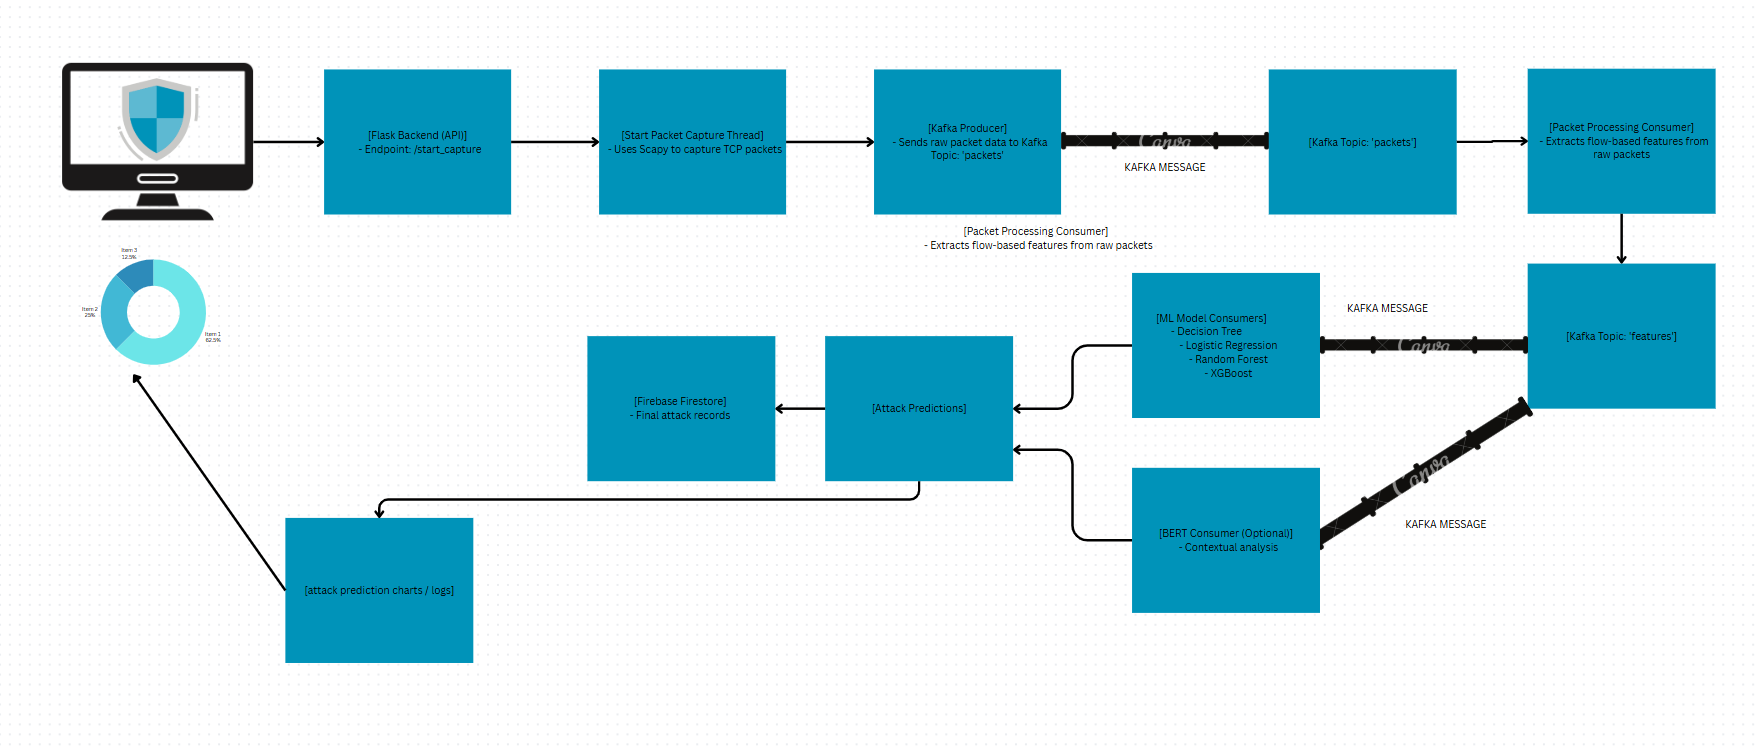 [Flask Backend (API)]
- Endpoint: /start_capture
[Start Packet Capture Thread]
- Uses Scapy to capture TCP packets
[Kafka Producer]
- Sends raw packet data to Kafka
Topic: 'packets'
Canva
KAFKA MESSAGE
[Kafka Topic: 'packets']
[Packet Processing Consumer]
- Extracts flow-based features from
raw packets
[Packet Processing Consumer]
- Extracts flow-based features from raw packets
Item 3
12.5%
Item 2
25%
Item 1
62.5%
[ML Model Consumers]
- Decision Tree
- Logistic Regression
- Random Forest
- XGBoost
KAFKA MESSAGE
Canva
[Kafka Topic: 'features']
[Firebase Firestore]
- Final attack records
[Attack Predictions]
Canva
KAFKA MESSAGE
[BERT Consumer (Optional)]
- Contextual analysis
[attack prediction charts / logs]